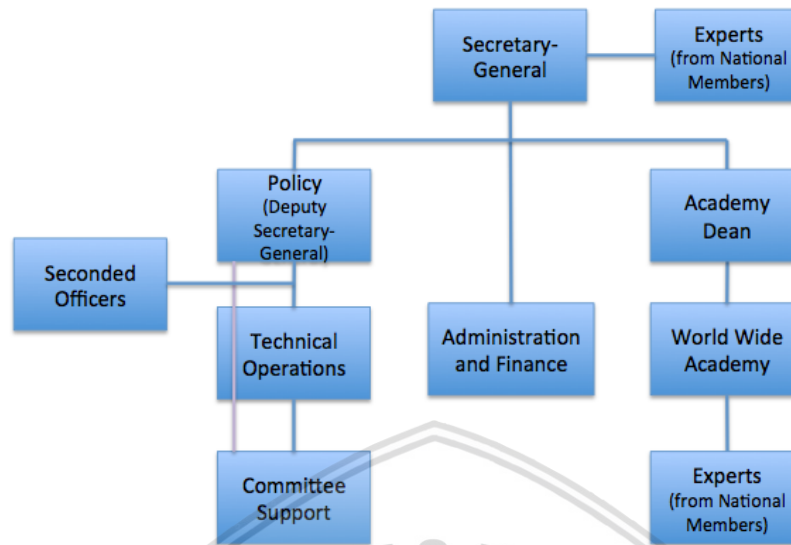 Secretary-
General
Experts
(from National
Members)
Policy
(Deputy
Secretary-
General)
Academy
Dean
Seconded
Officers
Technical
Operations
Administration
and Finance
World Wide
Academy
Committee
Support
Experts
(from National
Members)